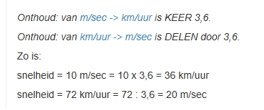 Onthoud: van m/sec -> km/uur is KEER 3,6.
Onthoud: van km/uur -> m/sec is DELEN door 3,6.
Zo is:
snelheid = 10 m/sec = 10 x 3,6 = 36 km/uur
snelheid = 72 km/uur = 72 : 3,6 = 20 m/sec